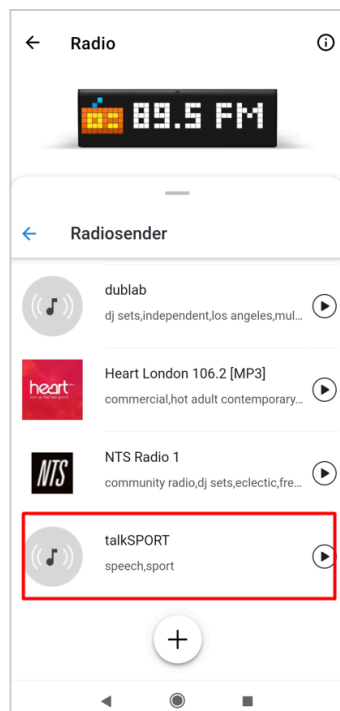 Radio
89.5 FM
Radiosender
dublab
dj sets,independent,los angeles,mul...
heart
Heart London 106.2 [MP3]
commercial,hot adult contemporary...
NTS
NTS Radio 1
community radio,dj sets,eclectic,fre...
talkSPORT
speech,sport